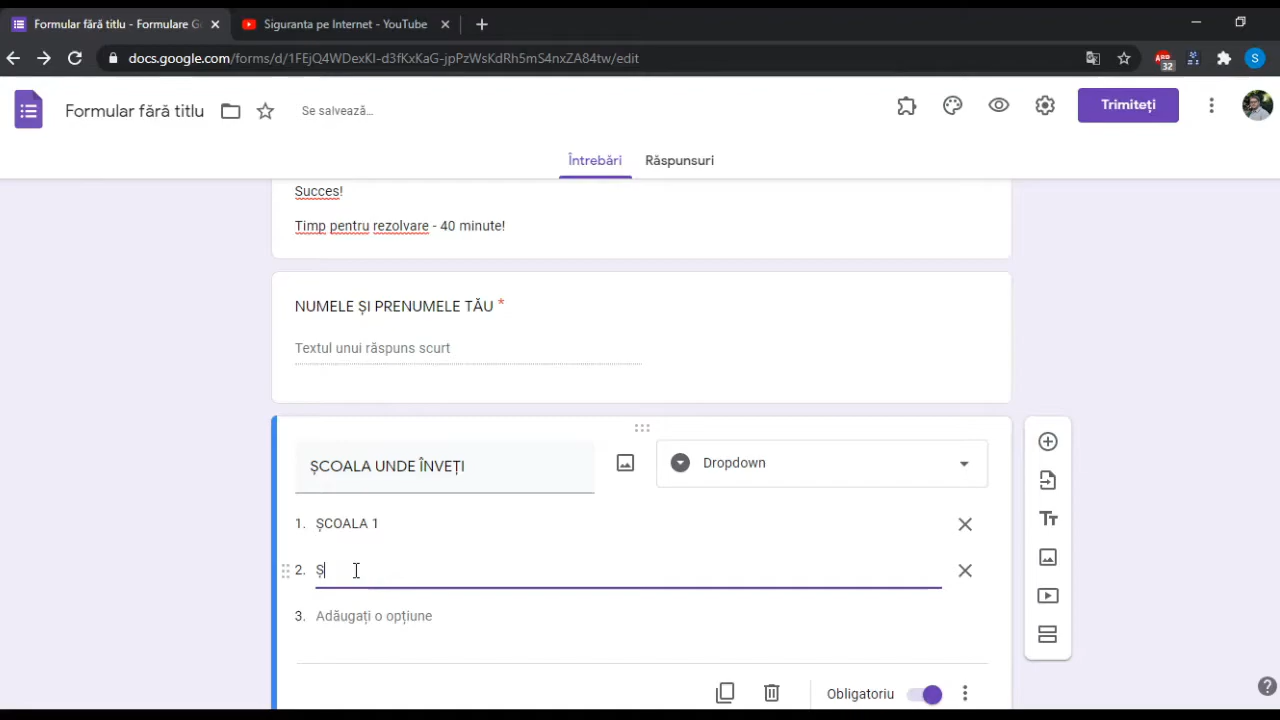 Formular fără titlu - Formulare G
Siguranta pe Internet - YouTube
docs.google.com/forms/d/1FEjQ4WDexKI-d3fKxKaG-jpPzWsKdRh5mS4nxZA84tw/edit
32
S
Formular fără titlu
Se salvează...
Trimiteți
Întrebări
Răspunsuri
Succes!
Timp pentru rezolvare - 40 minute!
NUMELE ȘI PRENUMELE TĂU *
Textul unui răspuns scurt
ȘCOALA UNDE ÎNVEȚI
Dropdown
1. ȘCOALA 1
2. Ș
3. Adăugați o opțiune
Obligatoriu